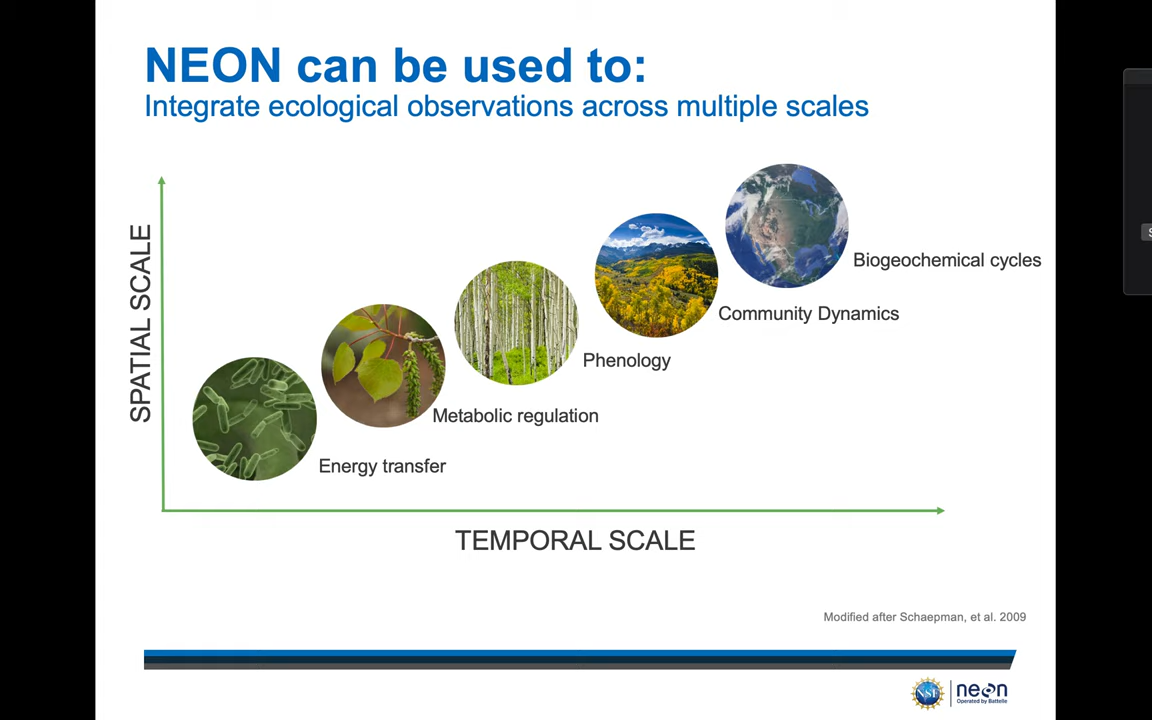 NEON can be used to:
Integrate ecological observations across multiple scales
SPATIAL SCALE
Biogeochemical cycles
Community Dynamics
Phenology
Metabolic regulation
Energy transfer
TEMPORAL SCALE
Modified after Schaepman, et al. 2009
NSF
neon
Operated by Battelle
S